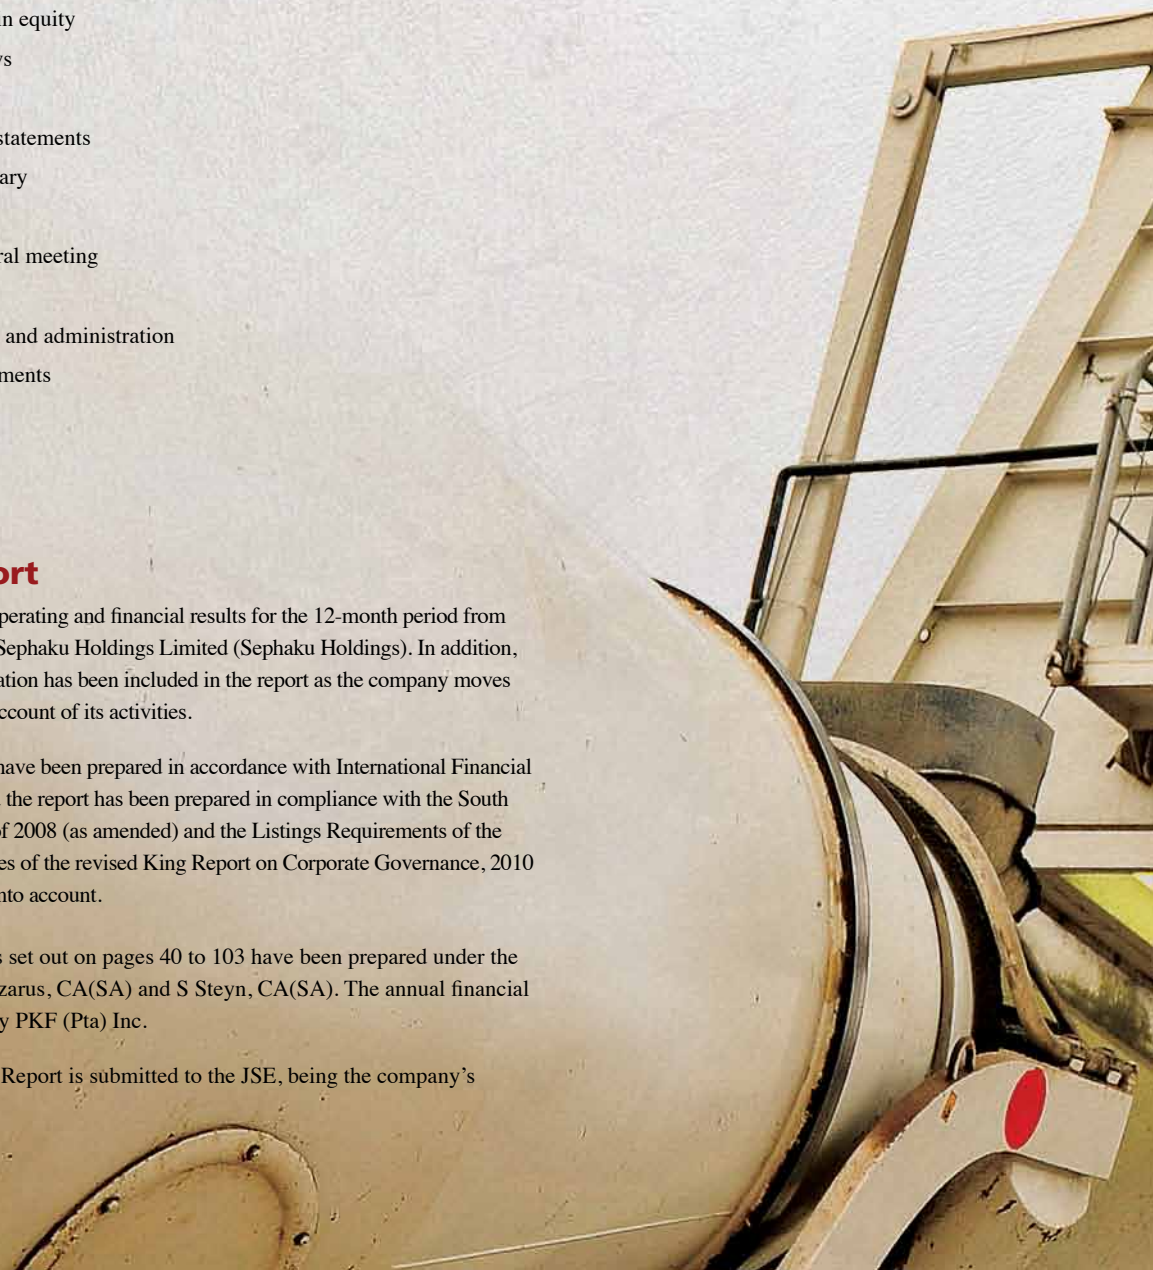 in equity
ys
statements
ary
ral meeting
and administration
ments
ort
perating and financial results for the 12-month period from
Sephaku Holdings Limited (Sephaku Holdings). In addition,
ation has been included in the report as the company moves
ccount of its activities.
have been prepared in accordance with International Financial
the report has been prepared in compliance with the South
of 2008 (as amended) and the Listings Requirements of the
es of the revised King Report on Corporate Governance, 2010
nto account.
s set out on pages 40 to 103 have been prepared under the
zarus, CA(SA) and S Steyn, CA(SA). The annual financial
y PKF (Pta) Inc.
Report is submitted to the JSE, being the company’s